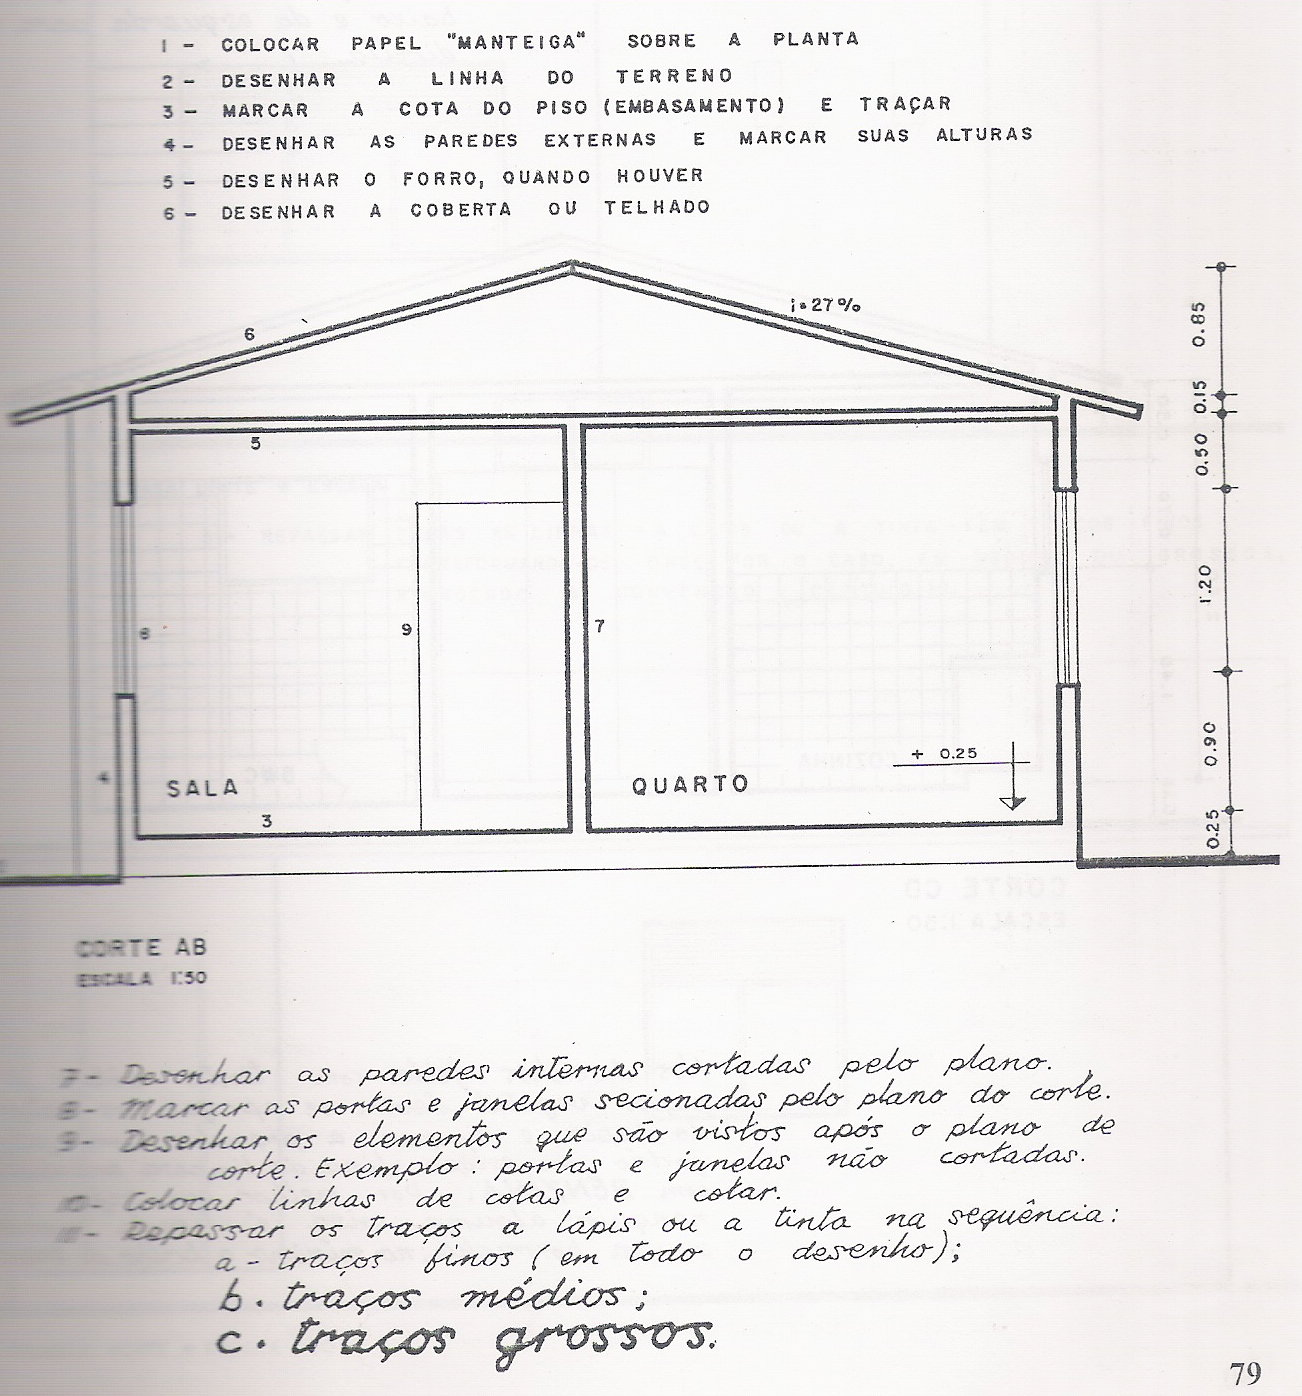 1 - COLOCAR PAPEL "MANTEIGA" SOBRE A PLANTA
2 - DESENHAR A LINHA DO TERRENO
3 - MARCAR A COTA DO PISO (EMBASAMENTO) E TRAÇAR
4 - DESENHAR AS PAREDES EXTERNAS E MARCAR SUAS ALTURAS
5 - DESENHAR O FORRO, QUANDO HOUVER
6 - DESENHAR A COBERTA OU TELHADO
i = 27%
6
0.85
0.15
5
0.50
8
9
7
1.20
4
SALA
3
QUARTO
+ 0.25
0.90
0.25
CORTE AB
ESCALA 1:50
CORTE CD
ESCALA 1:50
7 - Desenhar as paredes internas cortadas pelo plano.
8 - Marcar as portas e janelas secionadas pelo plano do corte.
9 - Desenhar os elementos que são vistos após o plano de
corte. Exemplo: portas e janelas não cortadas.
10 - Colocar linhas de cotas e cotar.
11 - Repassar os traços a lápis ou a tinta na sequência:
a - traços finos (em todo o desenho);
b. traços médios;
c. traços grossos.
79